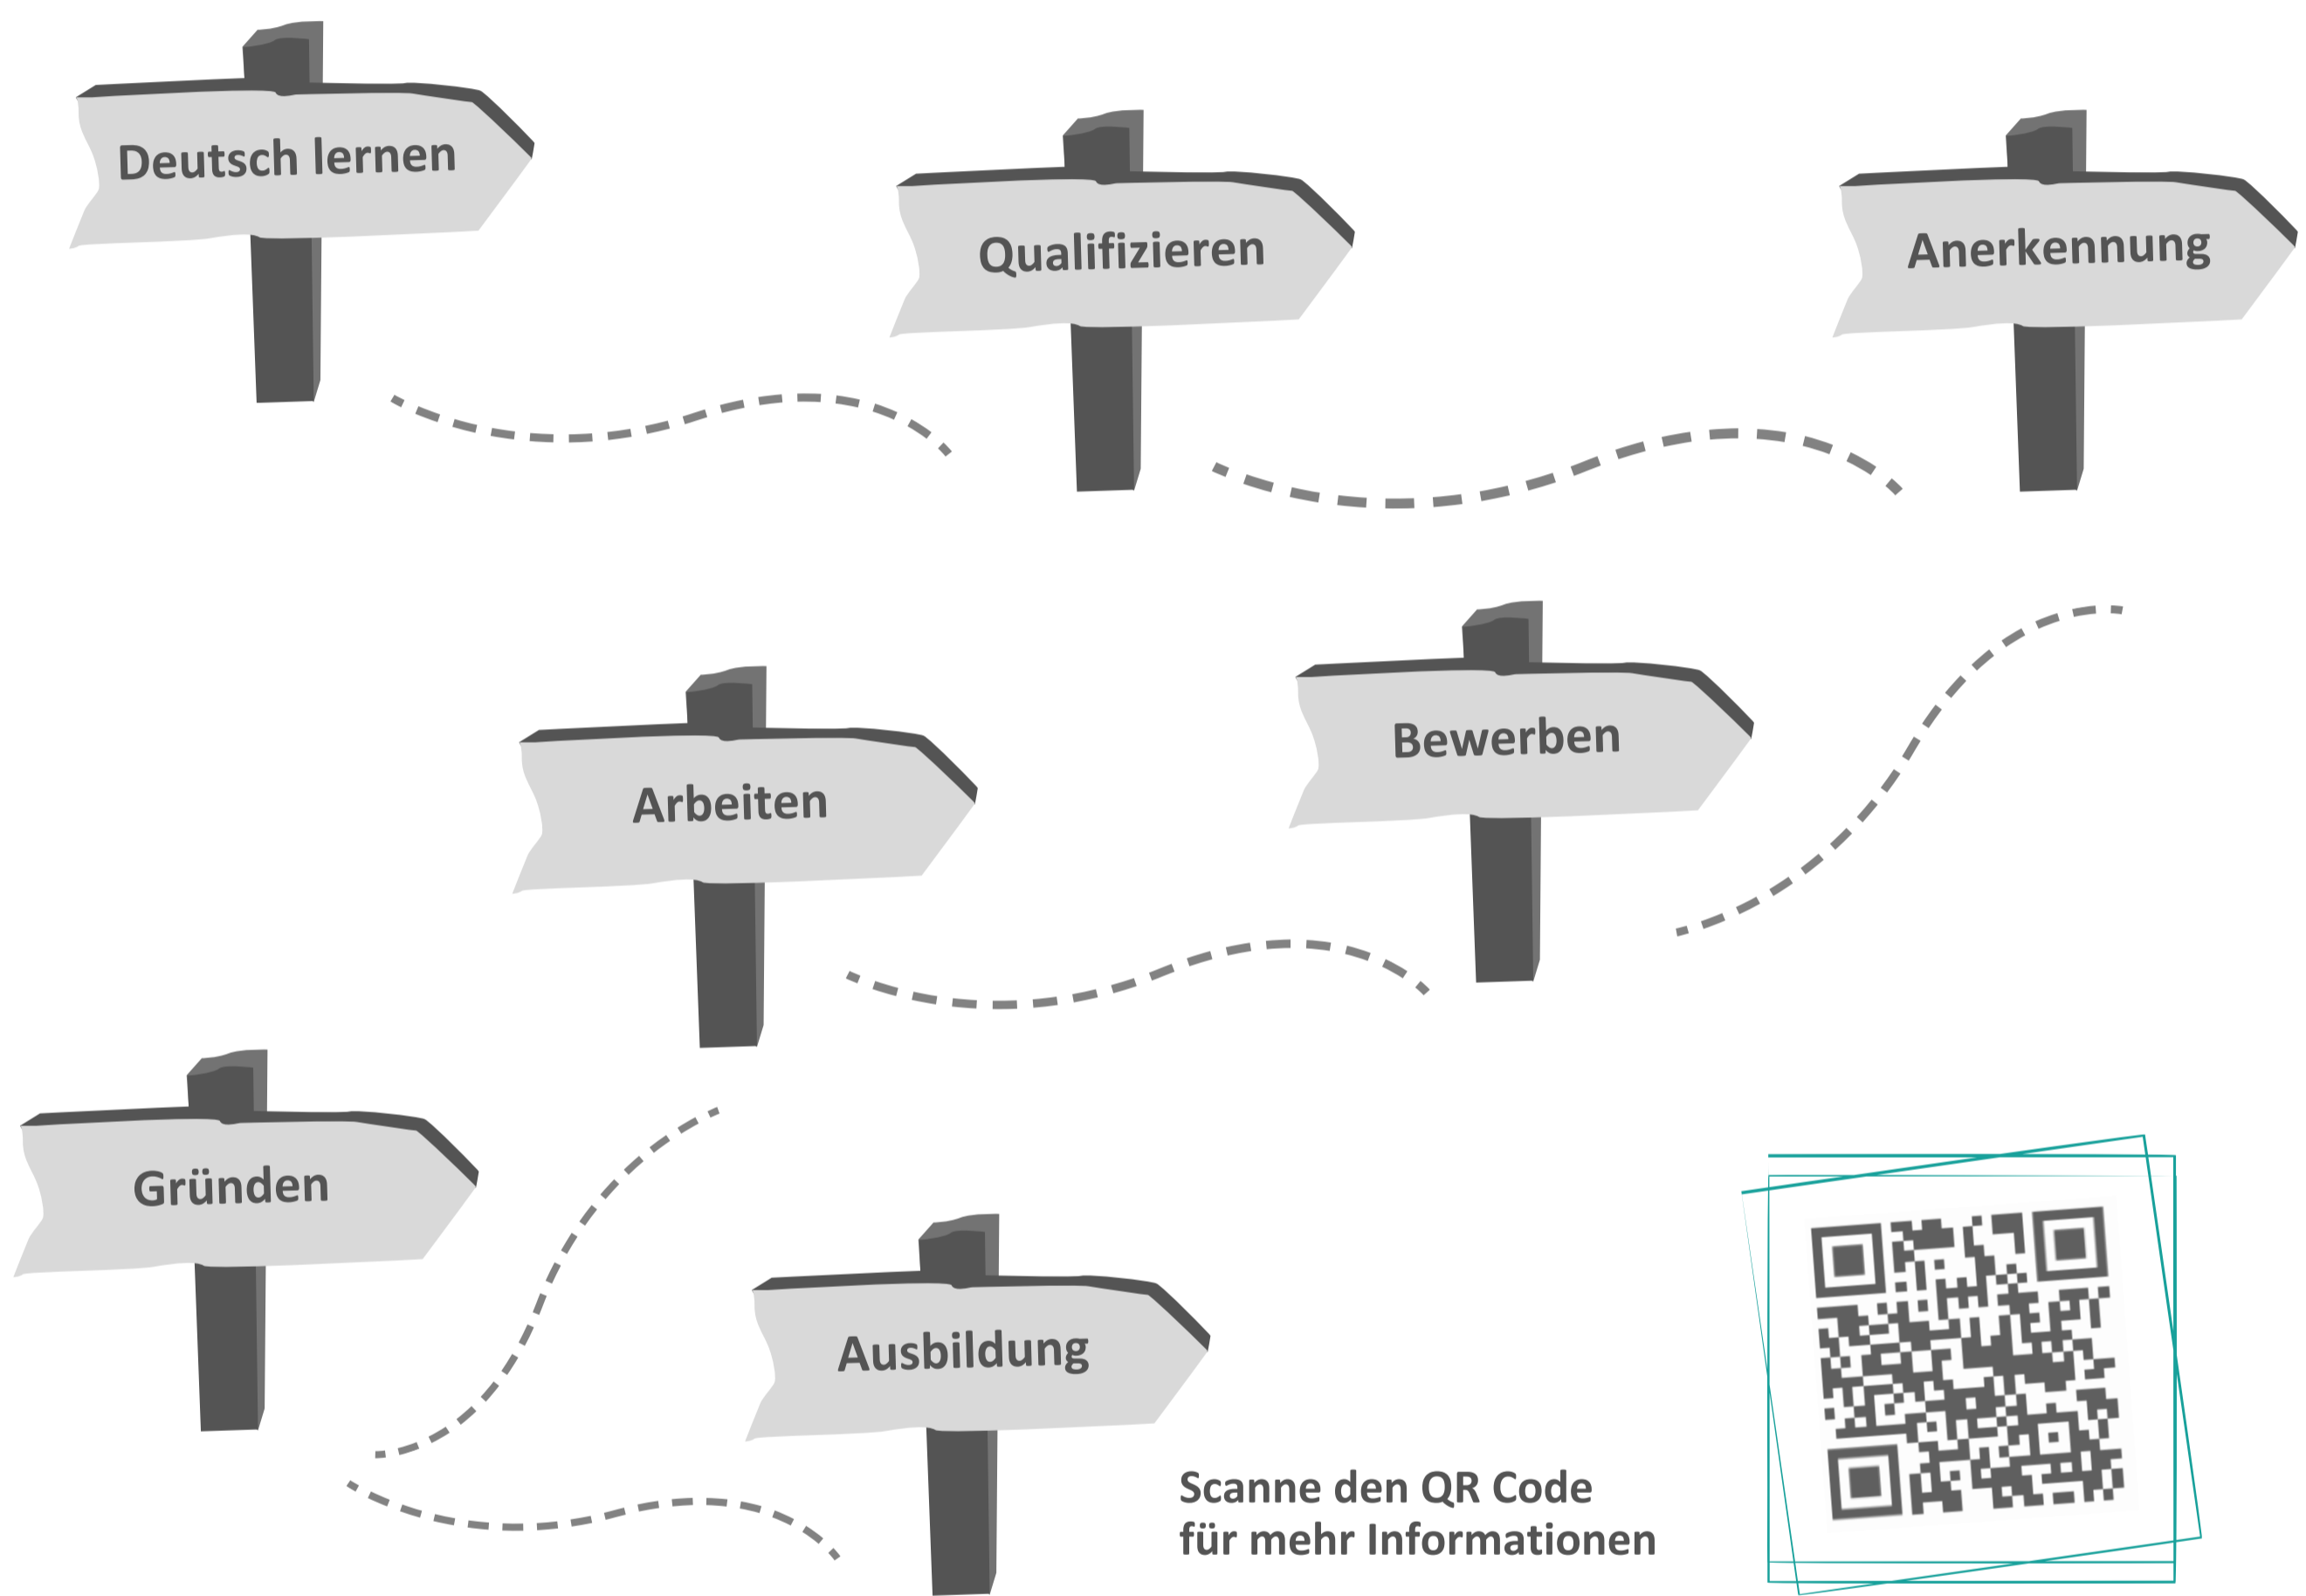 Deutsch lernen
Qualifizieren
Anerkennung
Bewerben
Arbeiten
Gründen
Ausbildung
Scanne den QR Code
für mehr Informationen